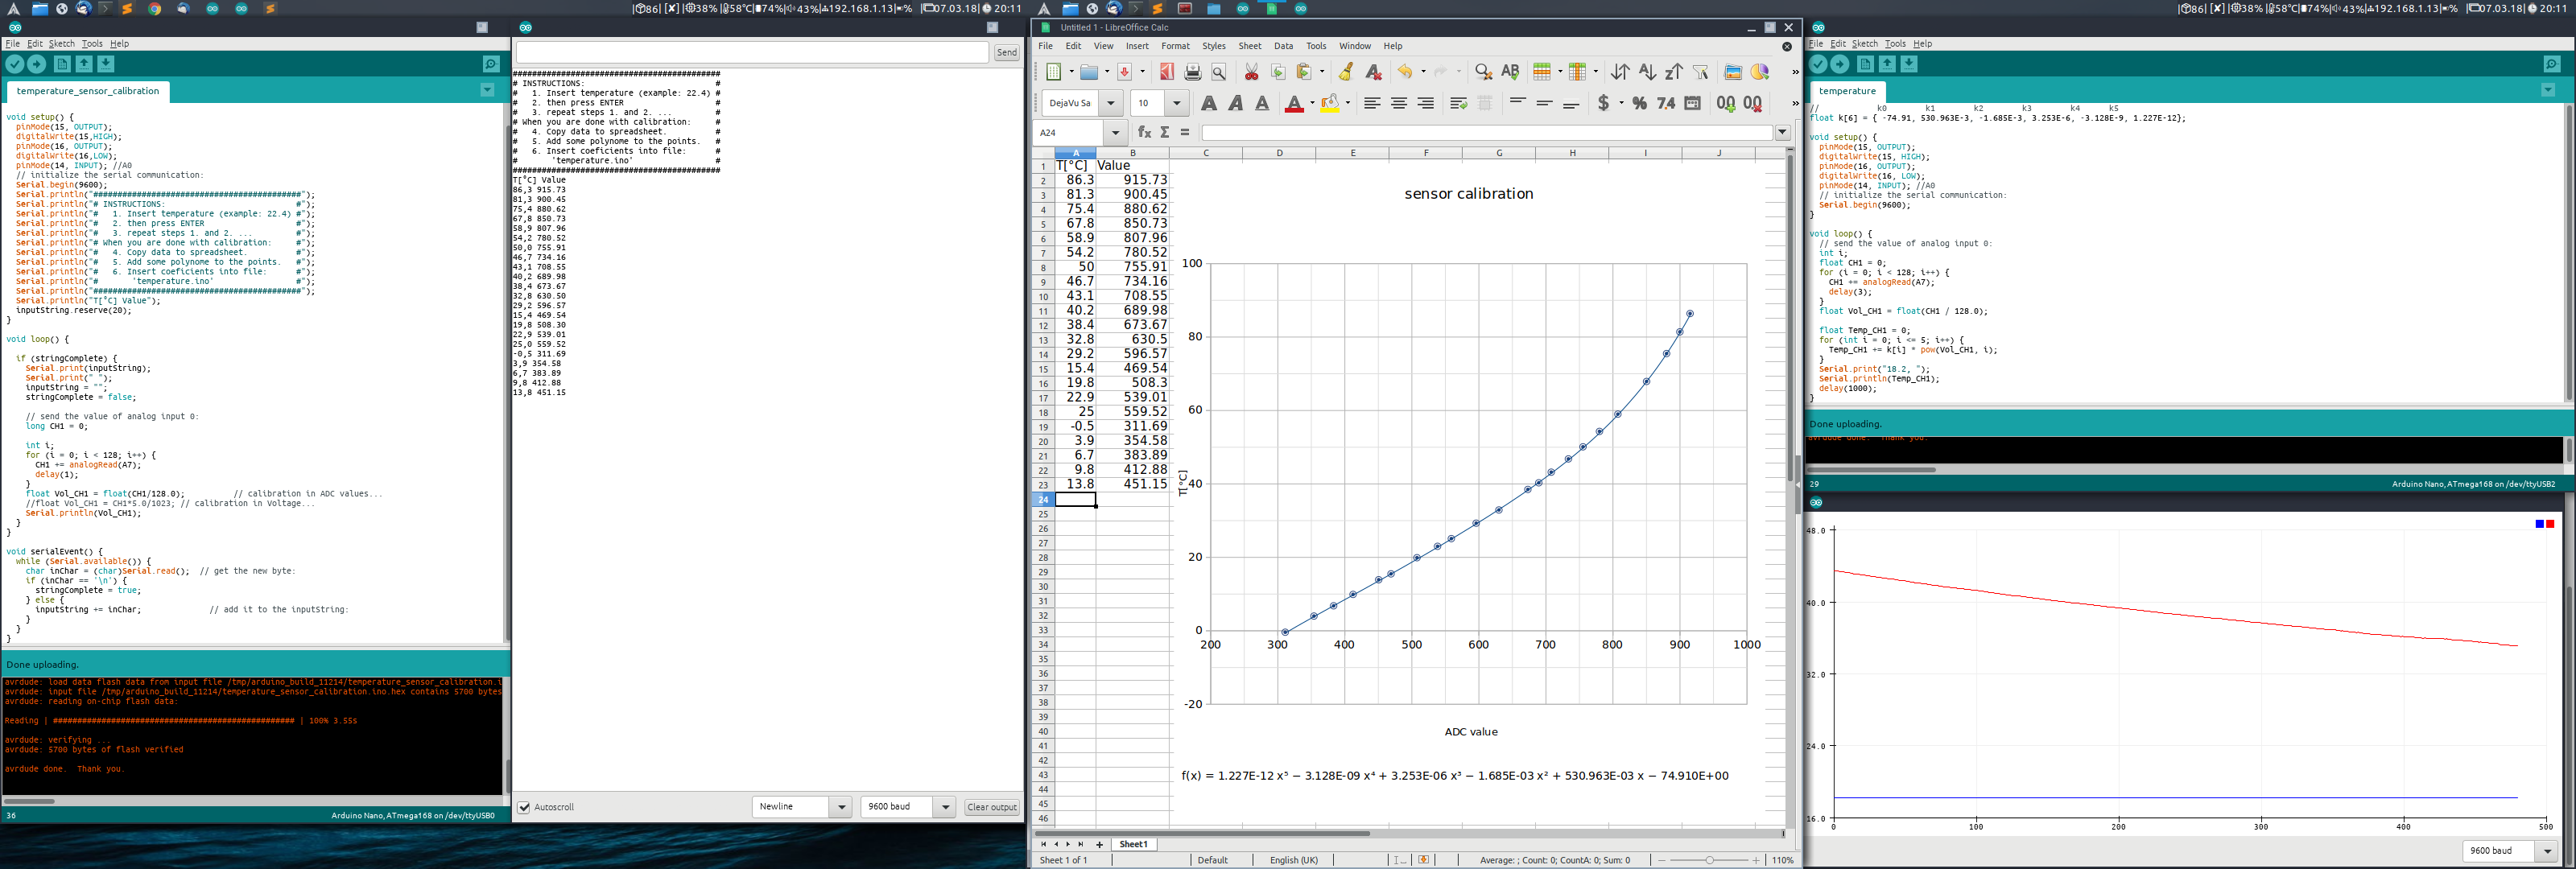 |86| [✘] |38% |58°C|74%|43%|192.168.1.13|% |07.03.18| 20:11
File Edit Sketch Tools Help
temperature_sensor_calibration
void setup() {
pinMode(15, OUTPUT);
digitalWrite(15,HIGH);
pinMode(16, OUTPUT);
digitalWrite(16,LOW);
pinMode(14, INPUT); //A0
// initialize the serial communication:
Serial.begin(9600);
Serial.println("###########################################");
Serial.println("# INSTRUCTIONS:                           #");
Serial.println("#   1. Insert temperature (example: 22.4) #");
Serial.println("#   2. then press ENTER                   #");
Serial.println("#   3. repeat steps 1. and 2. ...         #");
Serial.println("# When you are done with calibration:     #");
Serial.println("#   4. Copy data to spreadsheet.          #");
Serial.println("#   5. Add some polynome to the points.   #");
Serial.println("#   6. Insert coeficients into file:      #");
Serial.println("#       'temperature.ino'                 #");
Serial.println("###########################################");
Serial.println("T[°C] Value");
inputString.reserve(20);
}
void loop() {
if (stringComplete) {
Serial.print(inputString);
Serial.print(" ");
inputString = "";
stringComplete = false;
// send the value of analog input 0:
long CH1 = 0;
int i;
for (i = 0; i < 128; i++) {
CH1 += analogRead(A7);
delay(1);
}
float Vol_CH1 = float(CH1/128.0);          // calibration in ADC values...
//float Vol_CH1 = CH1*5.0/1023; // calibration in Voltage...
Serial.println(Vol_CH1);
}
}
void serialEvent() {
while (Serial.available()) {
char inChar = (char)Serial.read();  // get the new byte:
if (inChar == '\n') {
stringComplete = true;
} else {
inputString += inChar;              // add it to the inputString:
}
}
}
Done uploading.
avrdude: load data flash data from input file /tmp/arduino_build_11214/temperature_sensor_calibration.i
avrdude: input file /tmp/arduino_build_11214/temperature_sensor_calibration.ino.hex contains 5700 bytes
avrdude: reading on-chip flash data:
Reading | ################################################## | 100% 3.55s
avrdude: verifying ...
avrdude: 5700 bytes of flash verified
avrdude done.  Thank you.
36 Arduino Nano, ATmega168 on /dev/ttyUSB0
Send
###########################################
# INSTRUCTIONS:                           #
#   1. Insert temperature (example: 22.4) #
#   2. then press ENTER                   #
#   3. repeat steps 1. and 2. ...         #
# When you are done with calibration:     #
#   4. Copy data to spreadsheet.          #
#   5. Add some polynome to the points.   #
#   6. Insert coeficients into file:      #
#       'temperature.ino'                 #
###########################################
T[°C] Value
86,3 915.73
81,3 900.45
75,4 880.62
67,8 850.73
58,9 807.96
54,2 780.52
50,0 755.91
46,7 734.16
43,1 708.55
40,2 689.98
38,4 673.67
32,8 630.50
29,2 596.57
15,4 469.54
19,8 508.30
22,9 539.01
25,0 559.52
-0,5 311.69
3,9 354.58
6,7 383.89
9,8 412.88
13,8 451.15
Autoscroll Newline 9600 baud Clear output
Untitled 1 - LibreOffice Calc
File Edit View Insert Format Styles Sheet Data Tools Window Help
DejaVu Sa 10
A24
A B C D E F G H I J
1 T[°C] Value
2 86.3 915.73
3 81.3 900.45
4 75.4 880.62
5 67.8 850.73
6 58.9 807.96
7 54.2 780.52
8 50 755.91
9 46.7 734.16
10 43.1 708.55
11 40.2 689.98
12 38.4 673.67
13 32.8 630.5
14 29.2 596.57
15 15.4 469.54
16 19.8 508.3
17 22.9 539.01
18 25 559.52
19 -0.5 311.69
20 3.9 354.58
21 6.7 383.89
22 9.8 412.88
23 13.8 451.15
24
25
26
27
28
29
30
31
32
33
34
35
36
37
38
39
40
41
42
43
44
45
46
sensor calibration
100
80
60
40
20
0
-20
T[°C]
200 300 400 500 600 700 800 900 1000
ADC value
f(x) = 1.227E-12 x⁵ − 3.128E-09 x⁴ + 3.253E-06 x³ − 1.685E-03 x² + 530.963E-03 x − 74.910E+00
Sheet1
Sheet 1 of 1 Default English (UK) Average: ; Count: 0; CountA: 0; Sum: 0 110%
|86| [✘] |38% |58°C|74%|43%|192.168.1.13|% |07.03.18| 20:11
File Edit Sketch Tools Help
temperature
//            k0        k1        k2        k3        k4      k5
float k[6] = { -74.91, 530.963E-3, -1.685E-3, 3.253E-6, -3.128E-9, 1.227E-12};
void setup() {
pinMode(15, OUTPUT);
digitalWrite(15, HIGH);
pinMode(16, OUTPUT);
digitalWrite(16, LOW);
pinMode(14, INPUT); //A0
// initialize the serial communication:
Serial.begin(9600);
}
void loop() {
// send the value of analog input 0:
int i;
float CH1 = 0;
for (i = 0; i < 128; i++) {
CH1 += analogRead(A7);
delay(3);
}
float Vol_CH1 = float(CH1 / 128.0);
float Temp_CH1 = 0;
for (int i = 0; i <= 5; i++) {
Temp_CH1 += k[i] * pow(Vol_CH1, i);
}
Serial.print("18.2, ");
Serial.println(Temp_CH1);
delay(1000);
}
Done uploading.
avrdude done.  Thank you.
29 Arduino Nano, ATmega168 on /dev/ttyUSB2
48.0
40.0
32.0
24.0
16.0
0 100 200 300 400 500
9600 baud